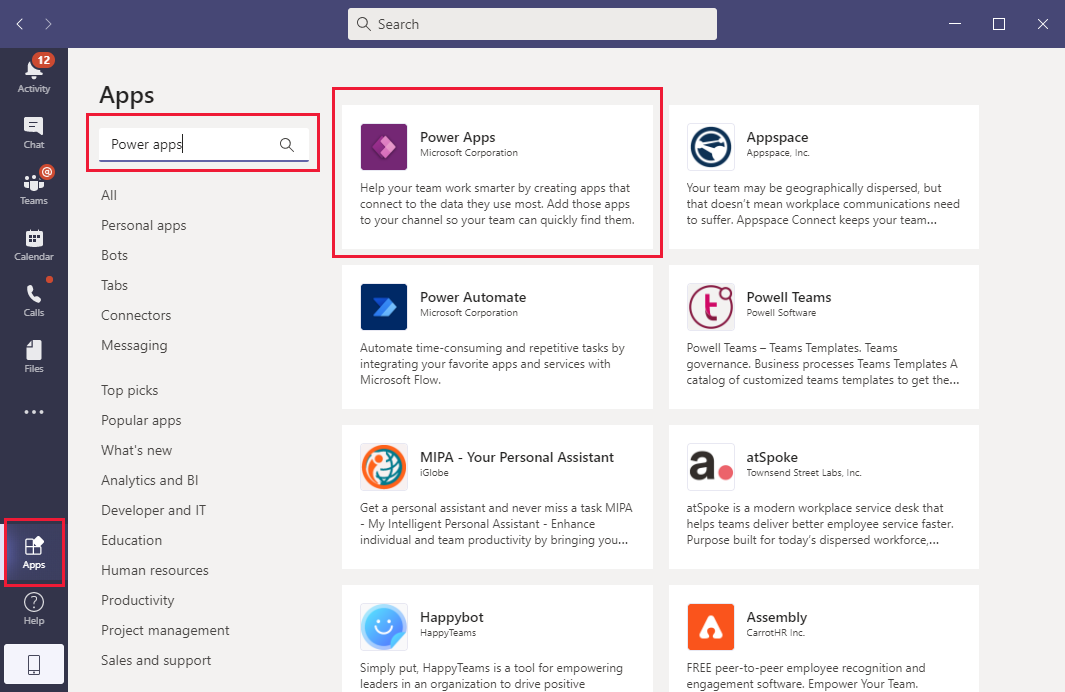 Search
12
Activity
Chat
@
Teams
Calendar
Calls
Files
Apps
Help
Apps
Power apps
All
Personal apps
Bots
Tabs
Connectors
Messaging
Top picks
Popular apps
What's new
Analytics and BI
Developer and IT
Education
Human resources
Productivity
Project management
Sales and support
Power Apps
Microsoft Corporation
Help your team work smarter by creating apps that
connect to the data they use most. Add those apps
to your channel so your team can quickly find them.
Appspace
Appspace, Inc.
Your team may be geographically dispersed, but
that doesn’t mean workplace communications need
to suffer. Appspace Connect keeps your team...
Power Automate
Microsoft Corporation
Automate time-consuming and repetitive tasks by
integrating your favorite apps and services with
Microsoft Flow.
t
Powell Teams
Powell Software
Powell Teams – Teams Templates. Teams
governance. Business processes Teams Templates A
catalog of customized teams templates to get the...
MIPA - Your Personal Assistant
iGlobe
Get a personal assistant and never miss a task MIPA
- My Intelligent Personal Assistant - Enhance
individual and team productivity by bringing you...
a.
atSpoke
Townsend Street Labs, Inc.
atSpoke is a modern workplace service desk that
helps teams deliver better employee service faster.
Purpose built for today’s dispersed workforce,...
Happybot
HappyTeams
Simply put, HappyTeams is a tool for empowering
leaders in an organization to drive positive
Assembly
CarrotHR Inc.
FREE peer-to-peer employee recognition and
engagement software. Empower Your Team.